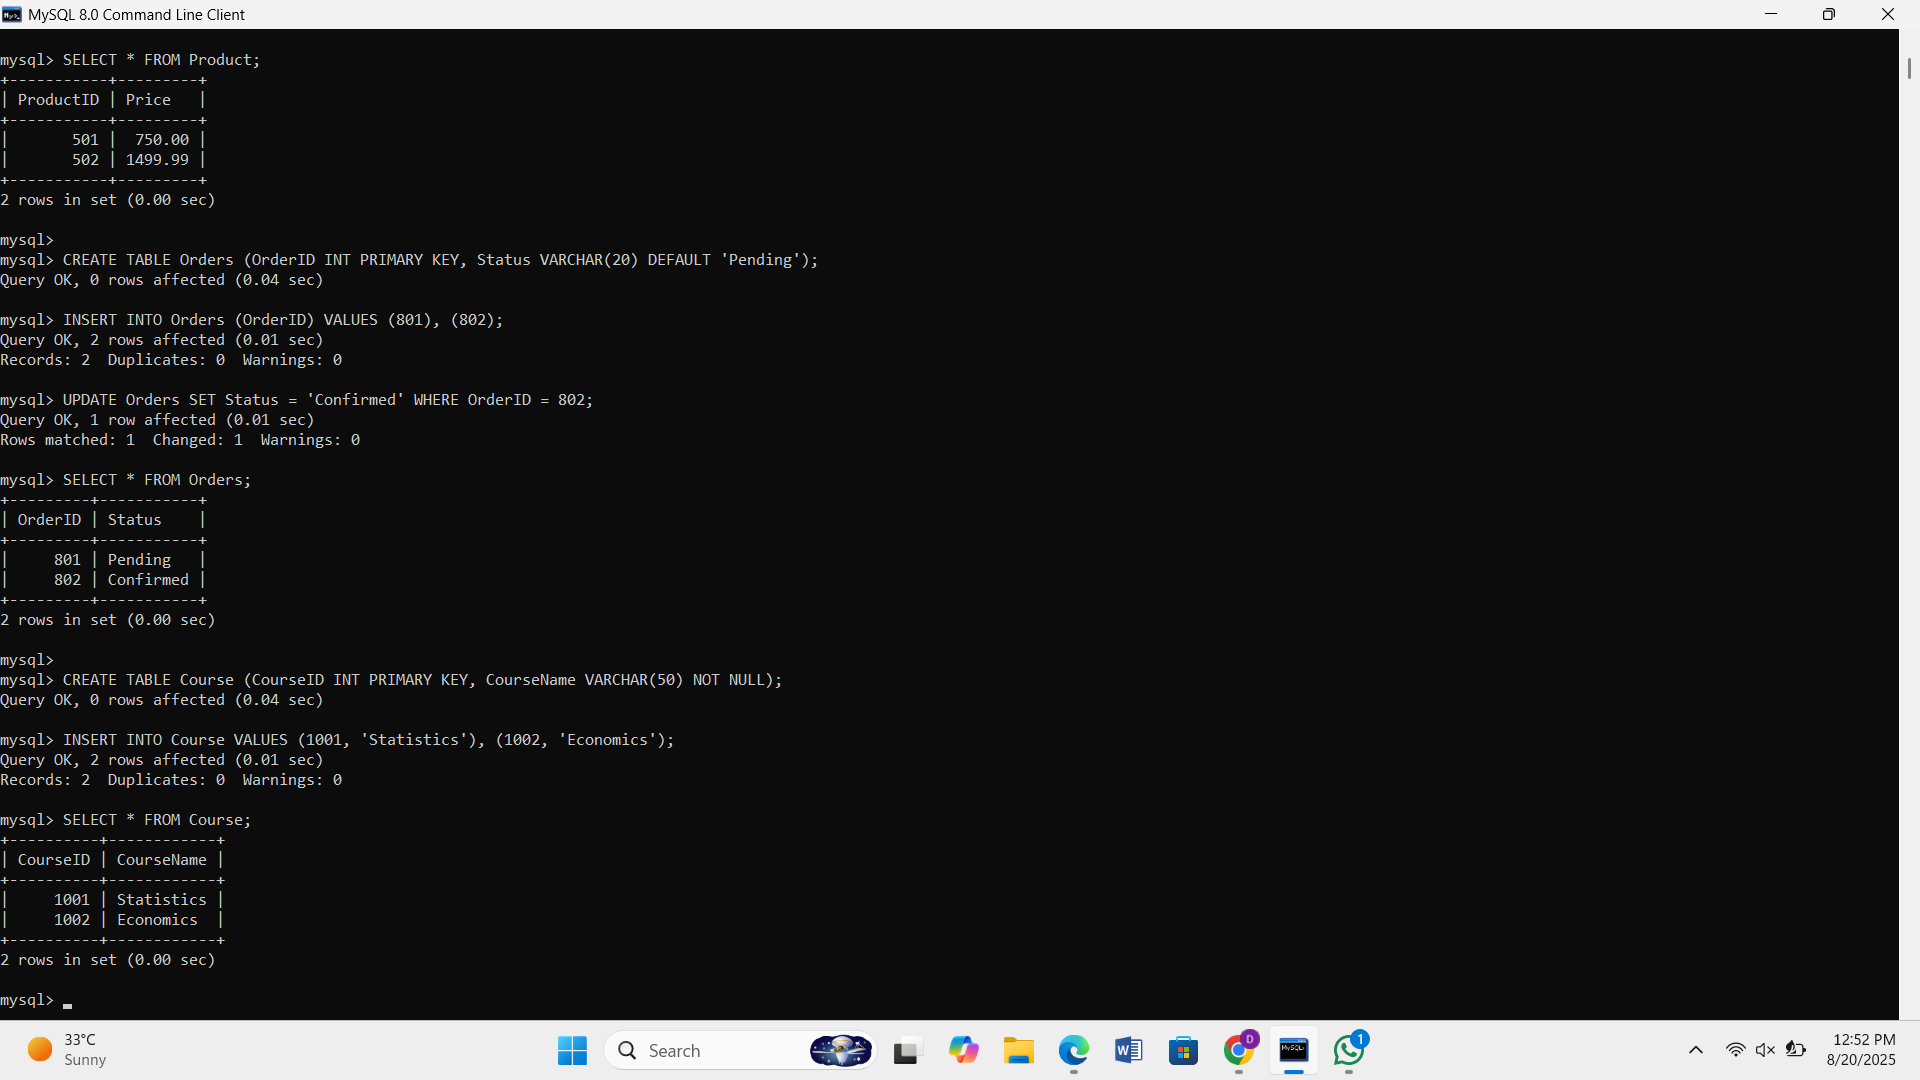 MySQL 8.0 Command Line Client
mysql> SELECT * FROM Product;
+-----------+---------+
| ProductID | Price   |
+-----------+---------+
|       501 |  750.00 |
|       502 | 1499.99 |
+-----------+---------+
2 rows in set (0.00 sec)
mysql>
mysql> CREATE TABLE Orders (OrderID INT PRIMARY KEY, Status VARCHAR(20) DEFAULT 'Pending');
Query OK, 0 rows affected (0.04 sec)
mysql> INSERT INTO Orders (OrderID) VALUES (801), (802);
Query OK, 2 rows affected (0.01 sec)
Records: 2  Duplicates: 0  Warnings: 0
mysql> UPDATE Orders SET Status = 'Confirmed' WHERE OrderID = 802;
Query OK, 1 row affected (0.01 sec)
Rows matched: 1  Changed: 1  Warnings: 0
mysql> SELECT * FROM Orders;
+---------+-----------+
| OrderID | Status    |
+---------+-----------+
|     801 | Pending   |
|     802 | Confirmed |
+---------+-----------+
2 rows in set (0.00 sec)
mysql>
mysql> CREATE TABLE Course (CourseID INT PRIMARY KEY, CourseName VARCHAR(50) NOT NULL);
Query OK, 0 rows affected (0.04 sec)
mysql> INSERT INTO Course VALUES (1001, 'Statistics'), (1002, 'Economics');
Query OK, 2 rows affected (0.01 sec)
Records: 2  Duplicates: 0  Warnings: 0
mysql> SELECT * FROM Course;
+----------+------------+
| CourseID | CourseName |
+----------+------------+
|     1001 | Statistics |
|     1002 | Economics  |
+----------+------------+
2 rows in set (0.00 sec)
mysql> _
33°C
Sunny
Search
D
1
12:52 PM
8/20/2025